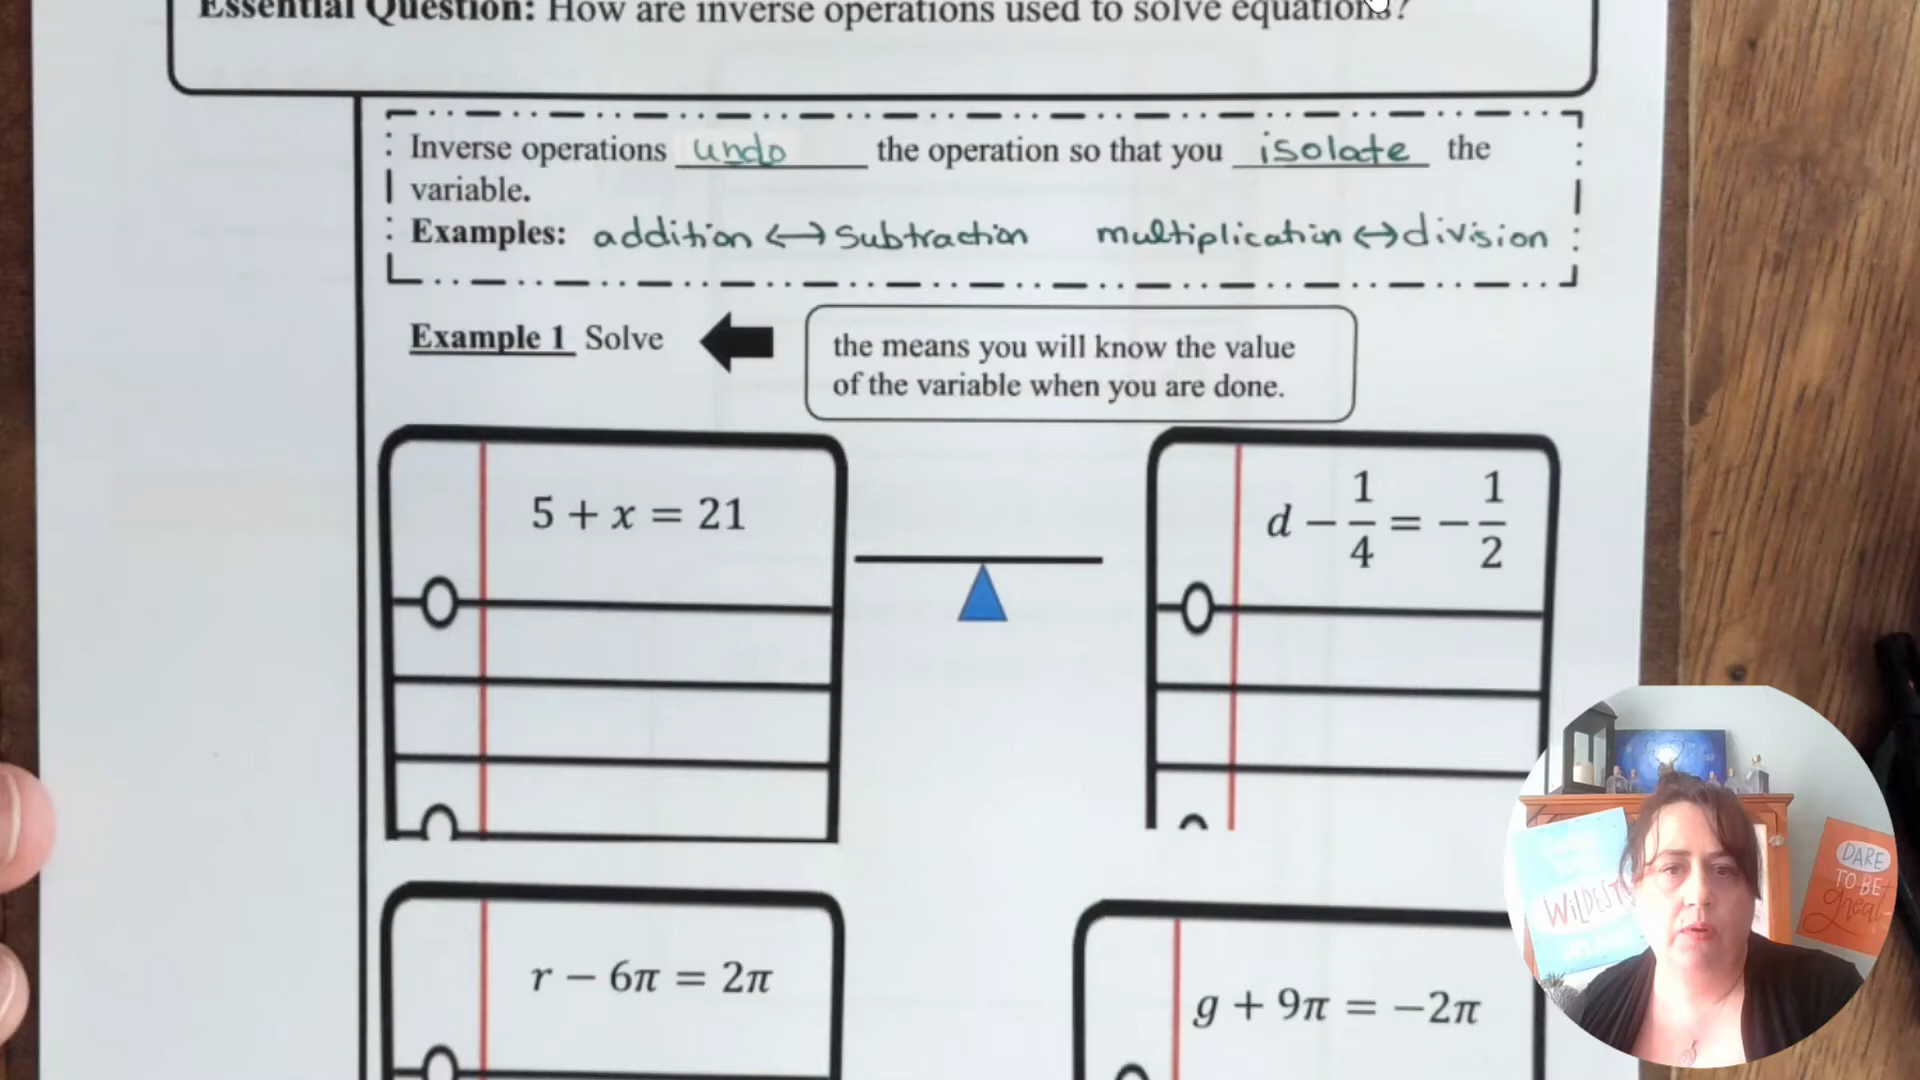 Essential Question: How are inverse operations used to solve equations?
Inverse operations undo the operation so that you isolate the
variable.
Examples: addition ↔ Subtraction multiplication ↔ division
Example 1 Solve
the means you will know the value
of the variable when you are done.
5 + x = 21
d − 1/4 = − 1/2
r − 6π = 2π
g + 9π = −2π
WiLDEST
DARE
TO BE
great